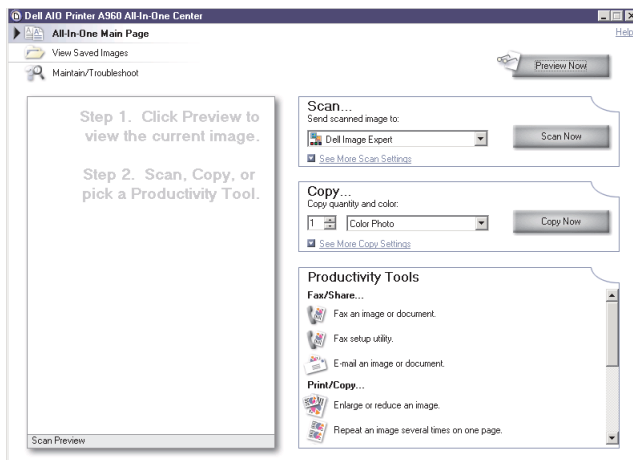 Dell AIO Printer A960 All-In-One Center
All-In-One Main Page
Help
View Saved Images
Maintain/Troubleshoot
Preview Now
Step 1. Click Preview to
view the current image.
Step 2. Scan, Copy, or
pick a Productivity Tool.
Scan Preview
Scan...
Send scanned image to:
Dell Image Expert
Scan Now
See More Scan Settings
Copy...
Copy quantity and color:
1 Color Photo
Copy Now
See More Copy Settings
Productivity Tools
Fax/Share...
Fax an image or document.
Fax setup utility.
E-mail an image or document.
Print/Copy...
Enlarge or reduce an image.
Repeat an image several times on one page.